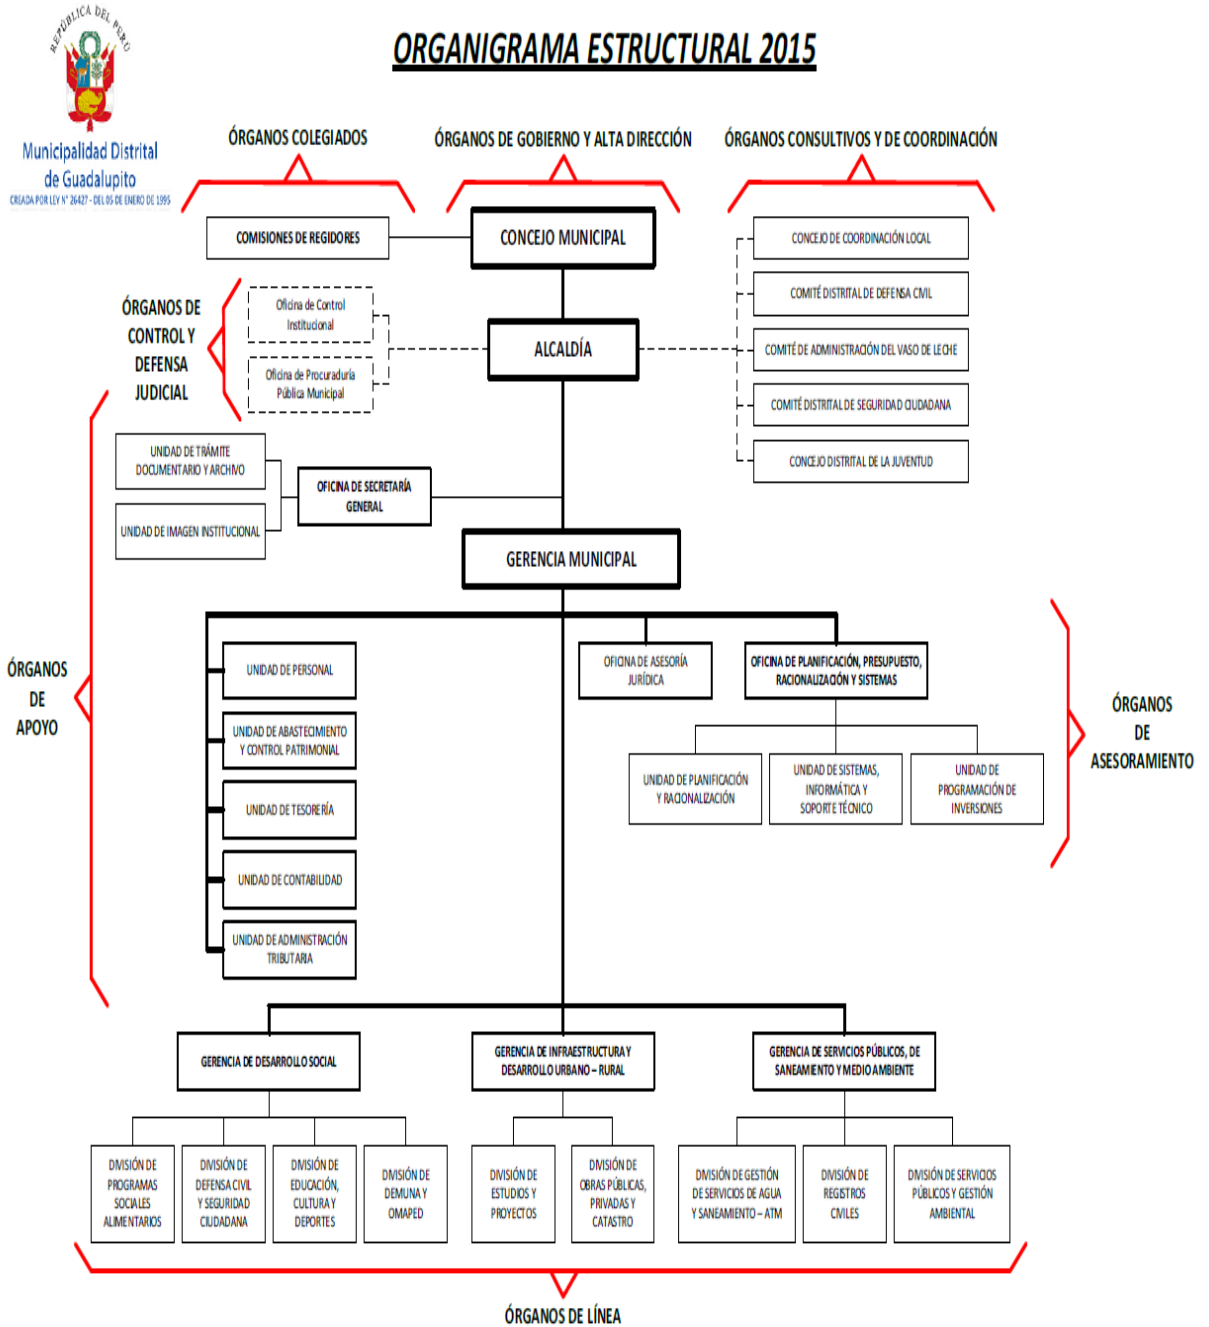 REPÚBLICA DEL PERÚ
Municipalidad Distrital
de Guadalupito
CREADA POR LEY N° 26427 - DEL 05 DE ENERO DE 1995
ORGANIGRAMA ESTRUCTURAL 2015
ÓRGANOS COLEGIADOS
ÓRGANOS DE GOBIERNO Y ALTA DIRECCIÓN
ÓRGANOS CONSULTIVOS Y DE COORDINACIÓN
COMISIONES DE REGIDORES
CONCEJO MUNICIPAL
CONCEJO DE COORDINACIÓN LOCAL
COMITÉ DISTRITAL DE DEFENSA CIVIL
COMITÉ DE ADMINISTRACIÓN DEL VASO DE LECHE
COMITÉ DISTRITAL DE SEGURIDAD CIUDADANA
CONCEJO DISTRITAL DE LA JUVENTUD
ÓRGANOS DE
CONTROL Y
DEFENSA
JUDICIAL
Oficina de Control
Institucional
Oficina de Procuraduría
Pública Municipal
ALCALDÍA
UNIDAD DE TRÁMITE
DOCUMENTARIO Y ARCHIVO
UNIDAD DE IMAGEN INSTITUCIONAL
OFICINA DE SECRETARÍA
GENERAL
GERENCIA MUNICIPAL
ÓRGANOS
DE
APOYO
UNIDAD DE PERSONAL
UNIDAD DE ABASTECIMIENTO
Y CONTROL PATRIMONIAL
UNIDAD DE TESORERÍA
UNIDAD DE CONTABILIDAD
UNIDAD DE ADMINISTRACIÓN
TRIBUTARIA
OFICINA DE ASESORÍA
JURÍDICA
OFICINA DE PLANIFICACIÓN, PRESUPUESTO,
RACIONALIZACIÓN Y SISTEMAS
UNIDAD DE PLANIFICACIÓN
Y RACIONALIZACIÓN
UNIDAD DE SISTEMAS,
INFORMÁTICA Y
SOPORTE TÉCNICO
UNIDAD DE
PROGRAMACIÓN DE
INVERSIONES
ÓRGANOS
DE
ASESORAMIENTO
GERENCIA DE DESARROLLO SOCIAL
GERENCIA DE INFRAESTRUCTURA Y
DESARROLLO URBANO – RURAL
GERENCIA DE SERVICIOS PÚBLICOS, DE
SANEAMIENTO Y MEDIO AMBIENTE
DIVISIÓN DE
PROGRAMAS
SOCIALES
ALIMENTARIOS
DIVISIÓN DE
DEFENSA CIVIL
Y SEGURIDAD
CIUDADANA
DIVISIÓN DE
EDUCACIÓN,
CULTURA Y
DEPORTES
DIVISIÓN DE
DEMUNA Y
OMAPED
DIVISIÓN DE
ESTUDIOS Y
PROYECTOS
DIVISIÓN DE
OBRAS PÚBLICAS,
PRIVADAS Y
CATASTRO
DIVISIÓN DE GESTIÓN
DE SERVICIOS DE AGUA
Y SANEAMIENTO – ATM
DIVISIÓN DE
REGISTROS
CIVILES
DIVISIÓN DE SERVICIOS
PÚBLICOS Y GESTIÓN
AMBIENTAL
ÓRGANOS DE LÍNEA